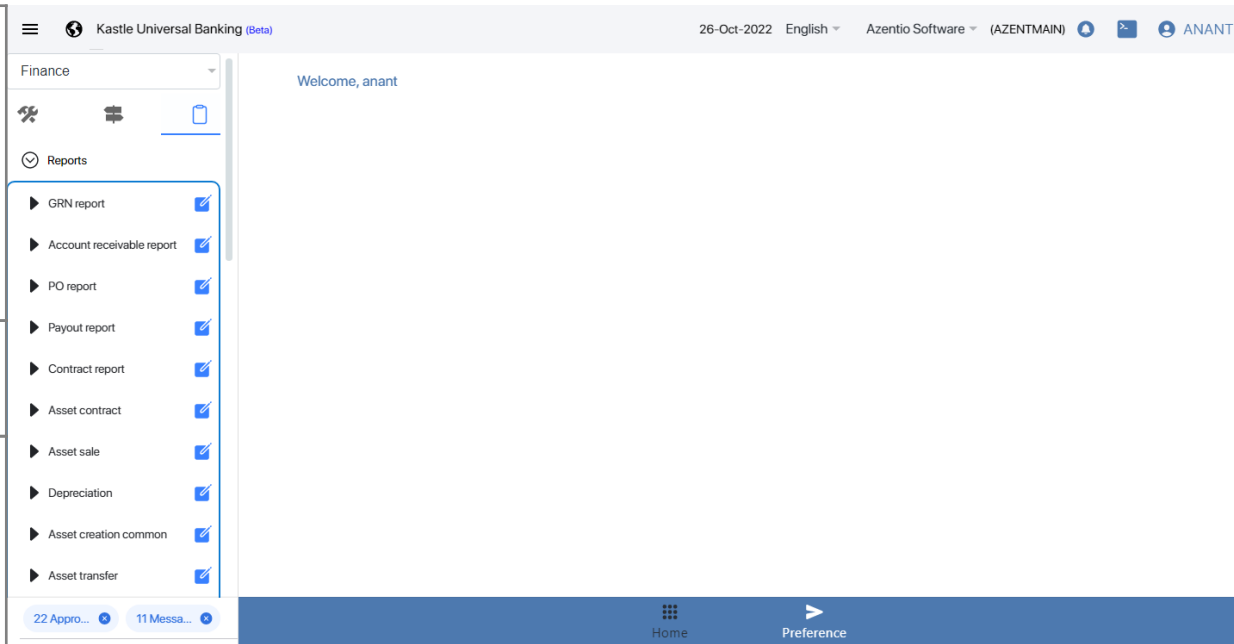 Kastle Universal Banking (Beta)
26-Oct-2022 English Azentio Software (AZENTMAIN) ANANT
Finance
Welcome, anant
Reports
GRN report
Account receivable report
PO report
Payout report
Contract report
Asset contract
Asset sale
Depreciation
Asset creation common
Asset transfer
22 Appro... 11 Messa...
Home Preference